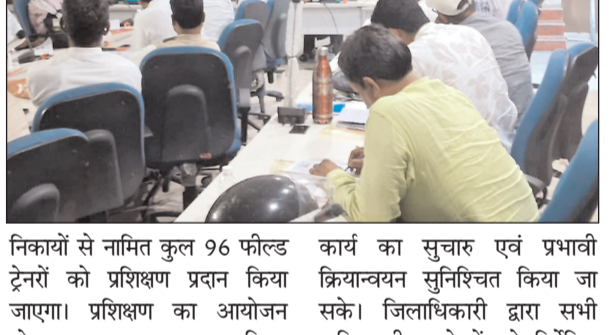 निकायों से नामित कुल 96 फील्ड
ट्रेनरों को प्रशिक्षण प्रदान किया
जाएगा। प्रशिक्षण का आयोजन
कार्य का सुचारु एवं प्रभावी
क्रियान्वयन सुनिश्चित किया जा
सके। जिलाधिकारी द्वारा सभी